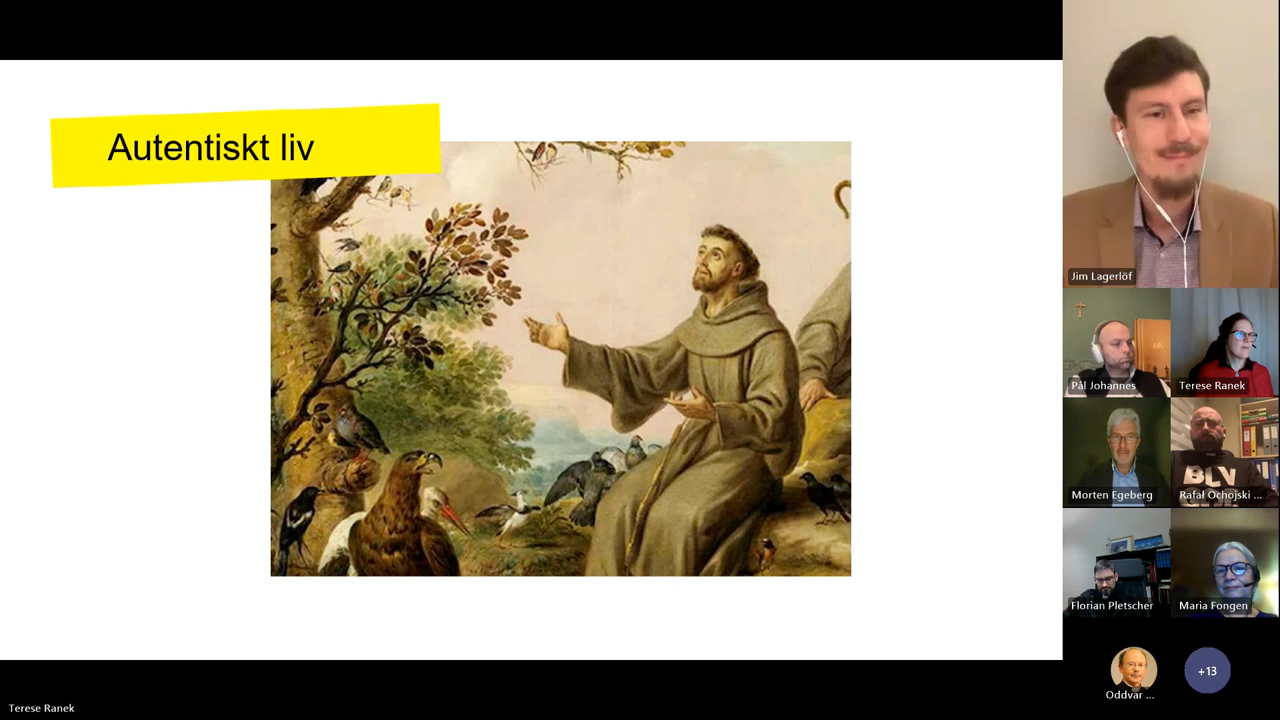 Autentiskt liv
Jim Lagerlöf
Pål Johannes
Terese Ranek
Morten Egeberg
Rafał Ochojski ...
BLV
Florian Pletscher
Maria Fongen
Oddvar ...
+13
Terese Ranek